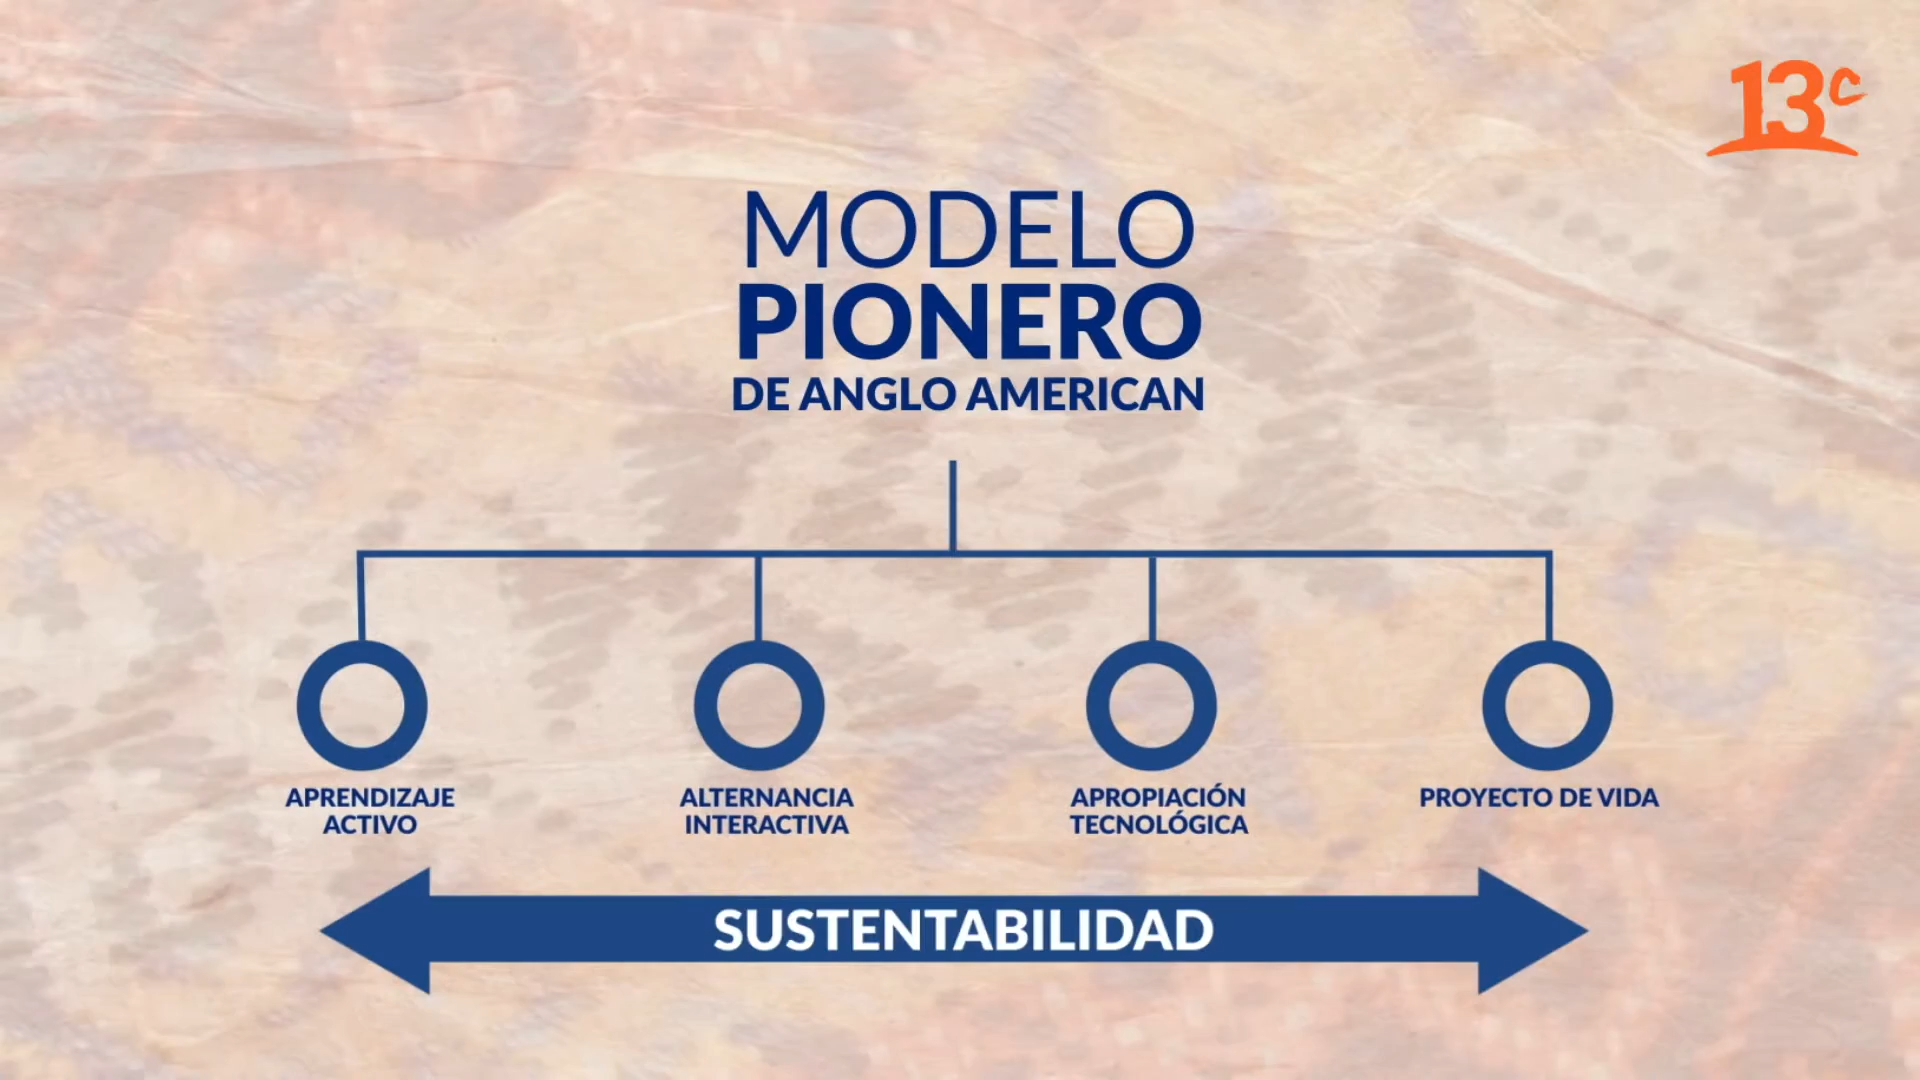 13c
MODELO
PIONERO
DE ANGLO AMERICAN
APRENDIZAJE
ACTIVO
ALTERNANCIA
INTERACTIVA
APROPIACIÓN
TECNOLÓGICA
PROYECTO DE VIDA
SUSTENTABILIDAD